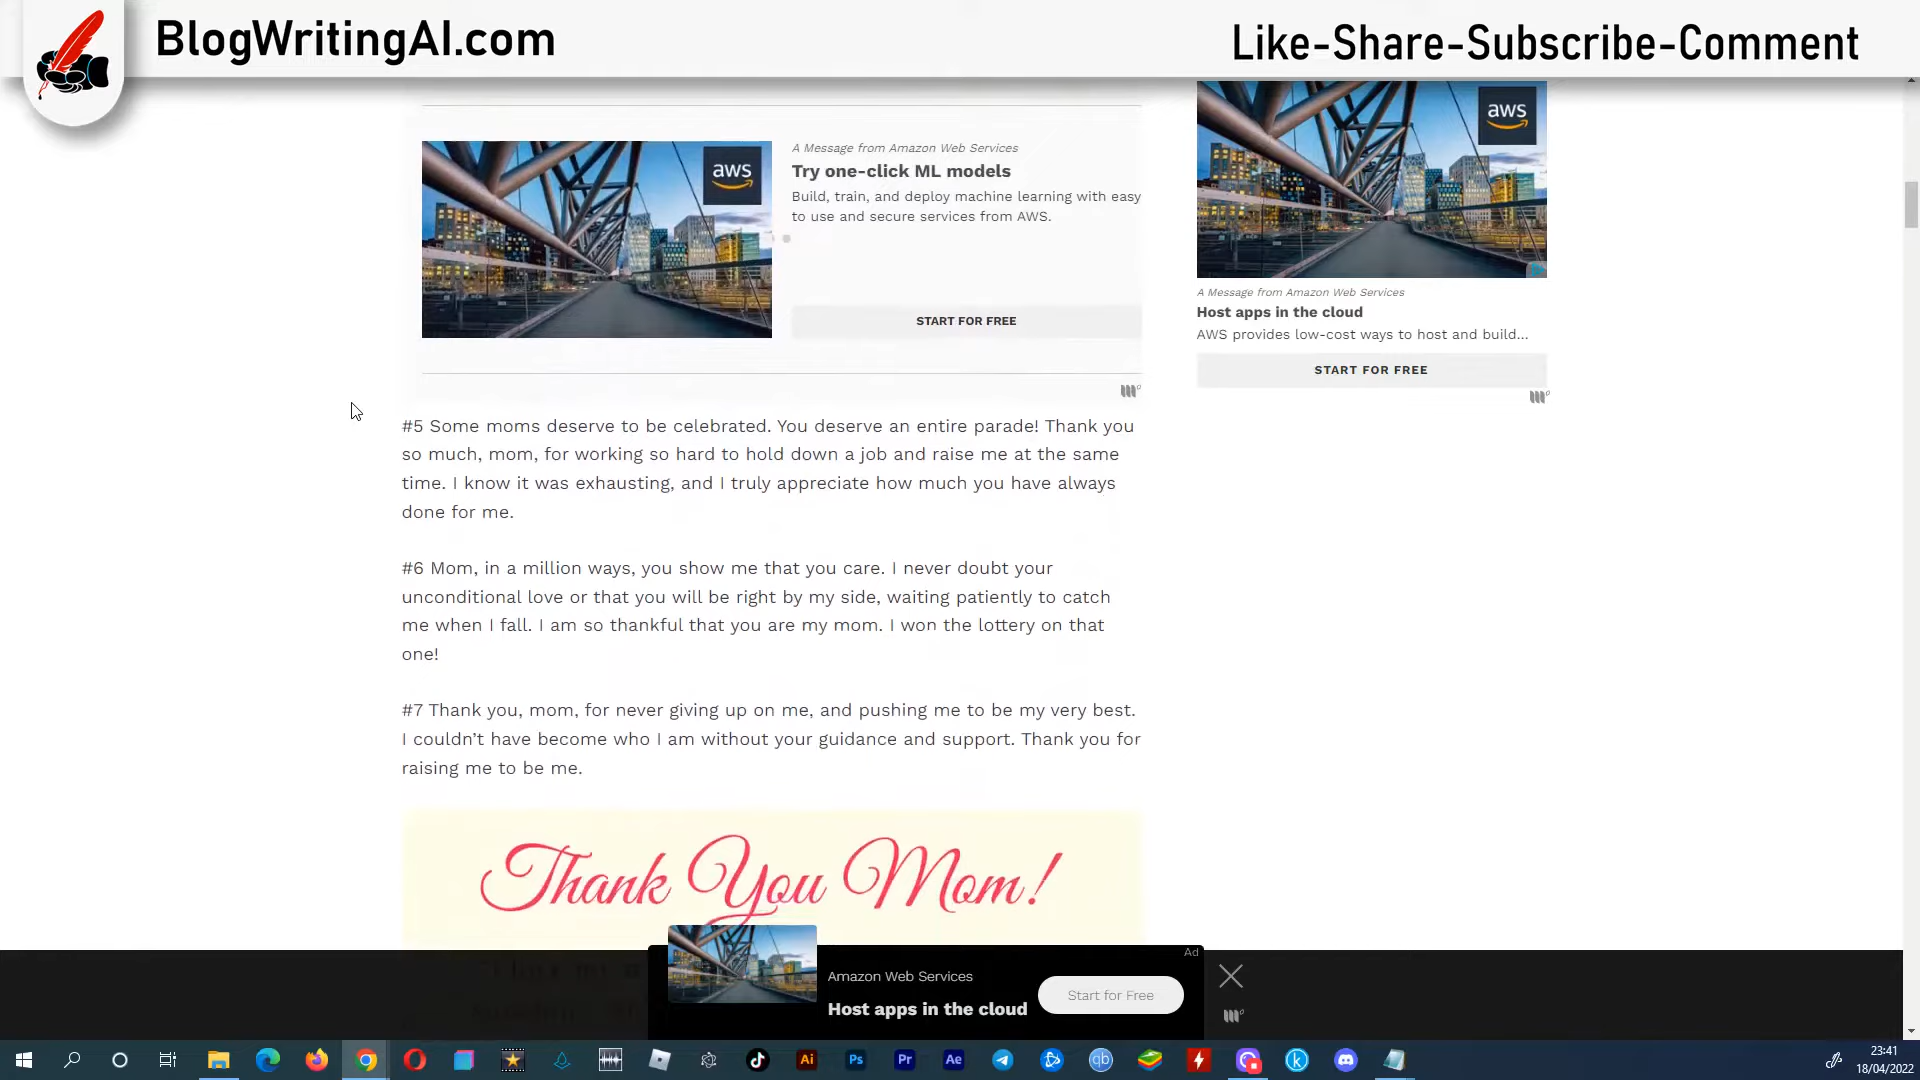 BlogWritingAI.com
Like-Share-Subscribe-Comment
aws
A Message from Amazon Web Services
Try one-click ML models
Build, train, and deploy machine learning with easy
to use and secure services from AWS.
START FOR FREE
aws
A Message from Amazon Web Services
Host apps in the cloud
AWS provides low-cost ways to host and build...
START FOR FREE
#5 Some moms deserve to be celebrated. You deserve an entire parade! Thank you
so much, mom, for working so hard to hold down a job and raise me at the same
time. I know it was exhausting, and I truly appreciate how much you have always
done for me.
#6 Mom, in a million ways, you show me that you care. I never doubt your
unconditional love or that you will be right by my side, waiting patiently to catch
me when I fall. I am so thankful that you are my mom. I won the lottery on that
one!
#7 Thank you, mom, for never giving up on me, and pushing me to be my very best.
I couldn't have become who I am without your guidance and support. Thank you for
raising me to be me.
Thank You Mom!
Ad
Amazon Web Services
Host apps in the cloud
Start for Free
Ai
Ps
Pr
Ae
qb
23:41
18/04/2022